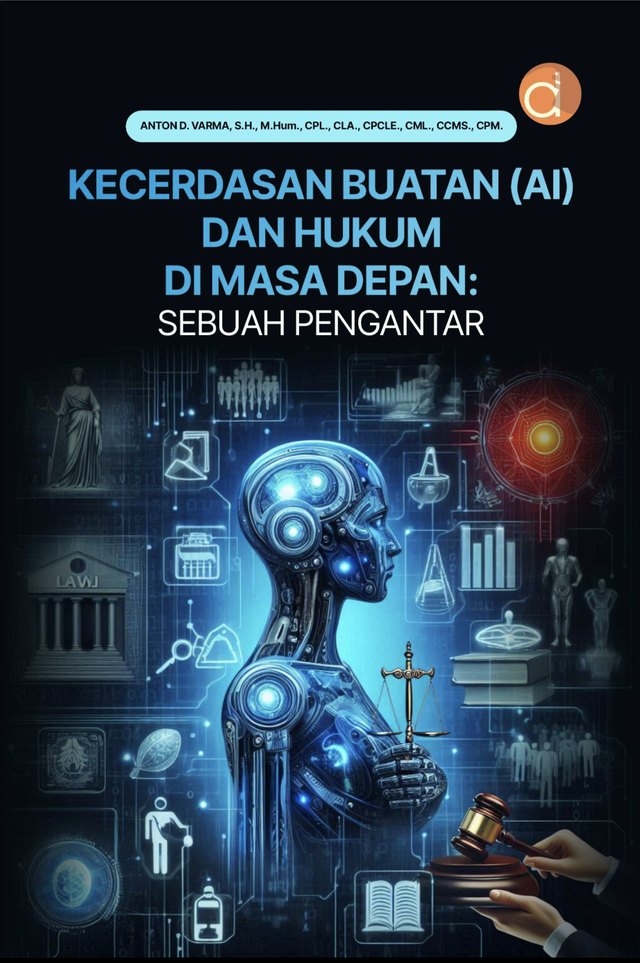 ANTON D. VARMA, S.H., M.Hum., CPL., CLA., CPCLE., CML., CCMS., CPM.
KECERDASAN BUATAN (AI)
DAN HUKUM
DI MASA DEPAN:
SEBUAH PENGANTAR